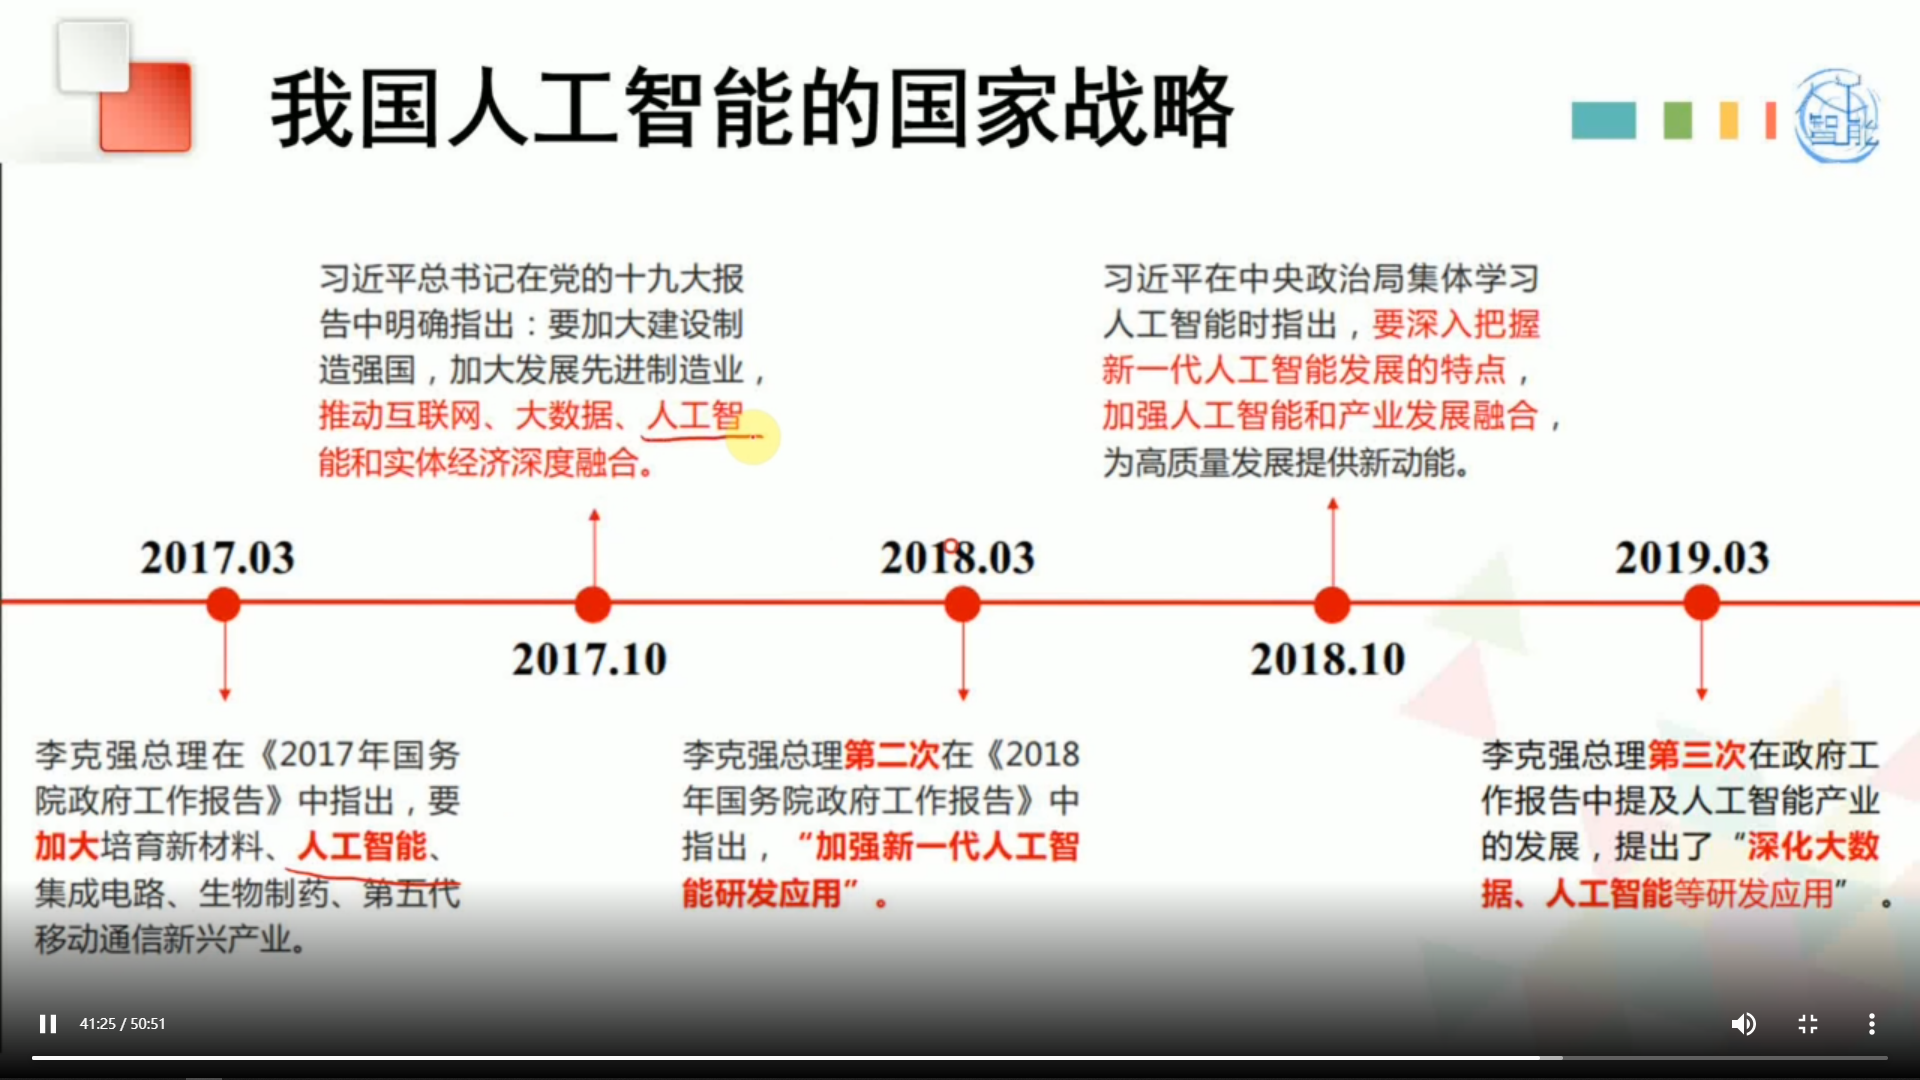 我国人工智能的国家战略
智能
习近平总书记在党的十九大报
告中明确指出：要加大建设制
造强国，加大发展先进制造业，
推动互联网、大数据、人工智
能和实体经济深度融合。
习近平在中央政治局集体学习
人工智能时指出，要深入把握
新一代人工智能发展的特点，
加强人工智能和产业发展融合，
为高质量发展提供新动能。
2017.03
2018.03
2019.03
2017.10
2018.10
李克强总理在《2017年国务
院政府工作报告》中指出，要
加大培育新材料、人工智能、
集成电路、生物制药、第五代
移动通信新兴产业。
李克强总理第二次在《2018
年国务院政府工作报告》中
指出，“加强新一代人工智
能研发应用”。
李克强总理第三次在政府工
作报告中提及人工智能产业
的发展，提出了“深化大数
据、人工智能等研发应用”。
41:25 / 50:51